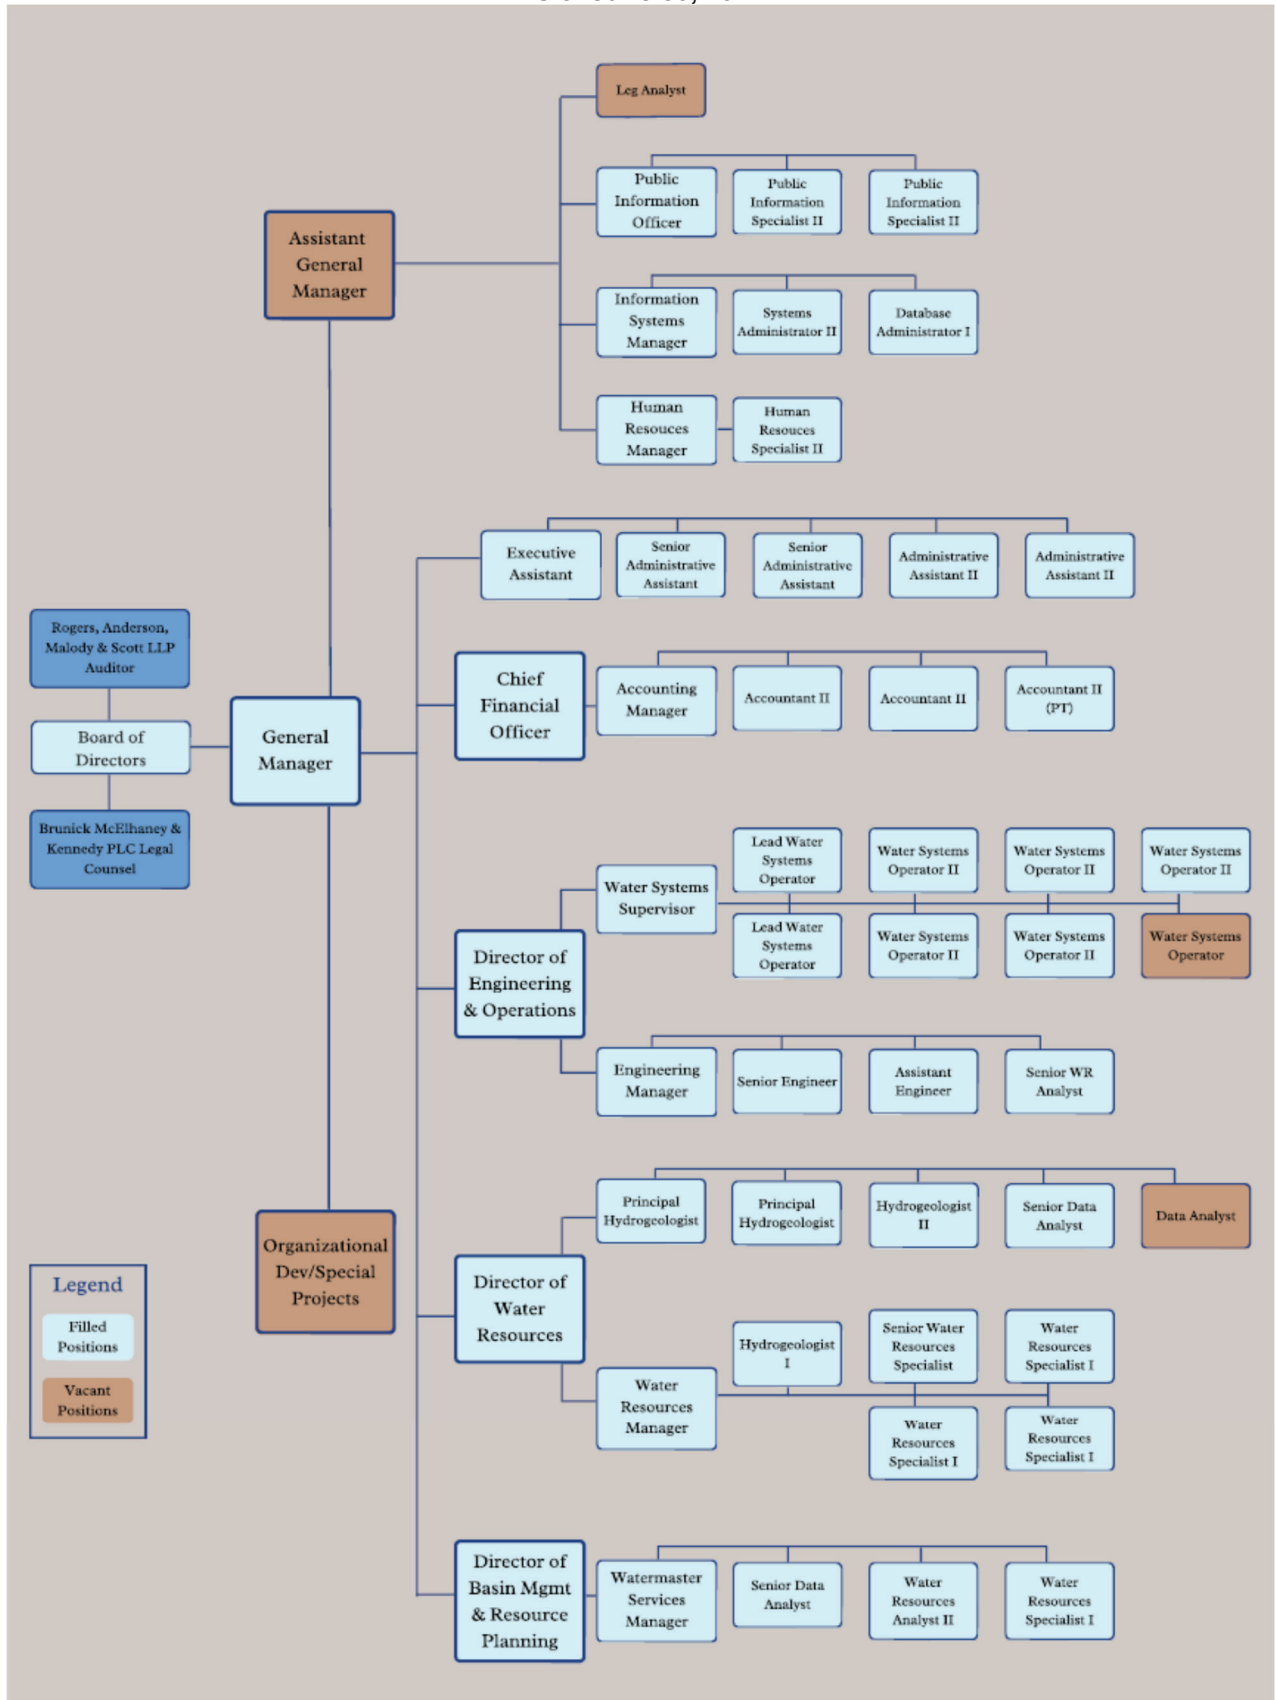 Leg Analyst
Public
Information
Officer
Public
Information
Specialist II
Public
Information
Specialist II
Assistant
General
Manager
Information
Systems
Manager
Systems
Administrator II
Database
Administrator I
Human
Resouces
Manager
Human
Resouces
Specialist II
Executive
Assistant
Senior
Administrative
Assistant
Senior
Administrative
Assistant
Administrative
Assistant II
Administrative
Assistant II
Rogers, Anderson,
Malody & Scott LLP
Auditor
Board of
Directors
Brunick McElhaney &
Kennedy PLC Legal
Counsel
General
Manager
Chief
Financial
Officer
Accounting
Manager
Accountant II
Accountant II
Accountant II
(PT)
Director of
Engineering
& Operations
Water Systems
Supervisor
Lead Water
Systems
Operator
Water Systems
Operator II
Water Systems
Operator II
Water Systems
Operator II
Lead Water
Systems
Operator
Water Systems
Operator II
Water Systems
Operator II
Water Systems
Operator
Engineering
Manager
Senior Engineer
Assistant
Engineer
Senior WR
Analyst
Organizational
Dev/Special
Projects
Director of
Water
Resources
Principal
Hydrogeologist
Principal
Hydrogeologist
Hydrogeologist
II
Senior Data
Analyst
Data Analyst
Water
Resources
Manager
Hydrogeologist
I
Senior Water
Resources
Specialist
Water
Resources
Specialist I
Water
Resources
Specialist I
Water
Resources
Specialist I
Director of
Basin Mgmt
& Resource
Planning
Watermaster
Services
Manager
Senior Data
Analyst
Water
Resources
Analyst II
Water
Resources
Specialist I
Legend
Filled
Positions
Vacant
Positions